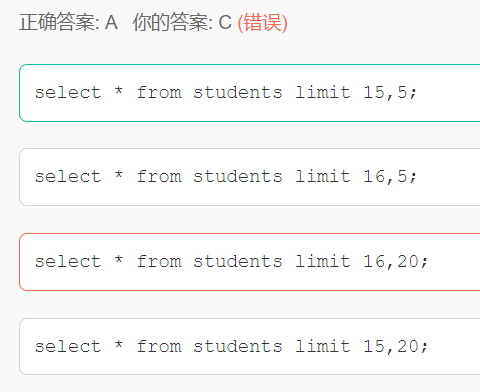 正确答案: A 你的答案: C (错误)
select * from students limit 15,5;
select * from students limit 16,5;
select * from students limit 16,20;
select * from students limit 15,20;